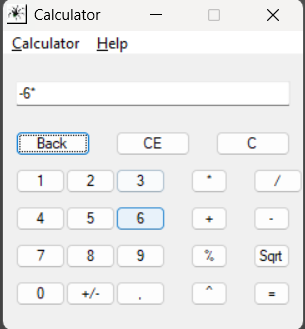 Calculator
Calculator Help
-6*
Back CE C
1 2 3 * /
4 5 6 + -
7 8 9 % Sqrt
0 +/- , ^ =